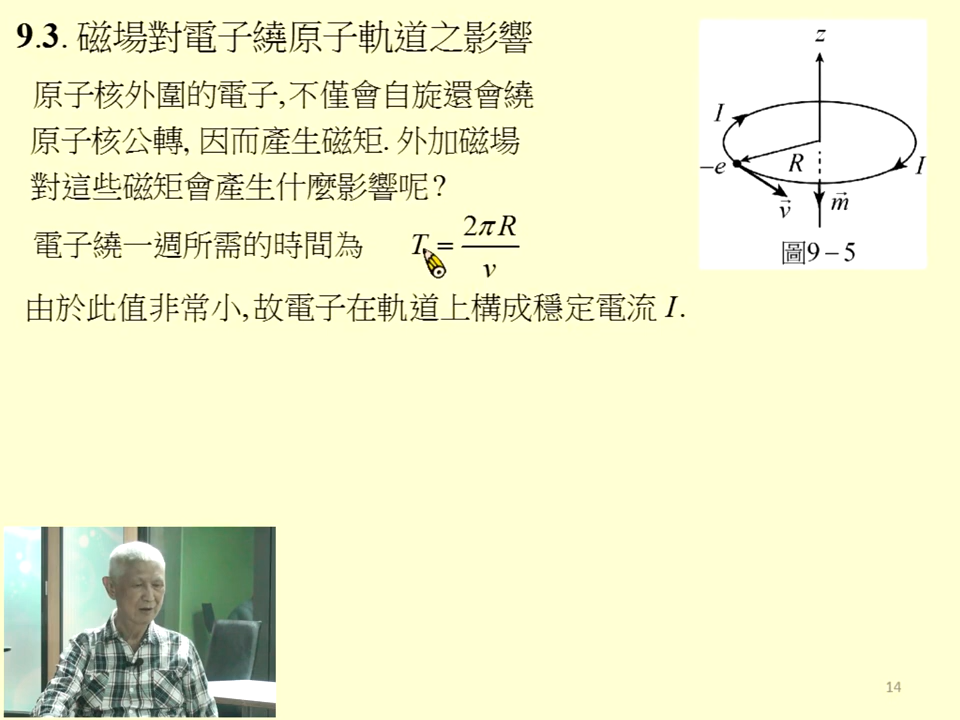 9.3. 磁場對電子繞原子軌道之影響
原子核外圍的電子,不僅會自旋還會繞
原子核公轉, 因而產生磁矩. 外加磁場
對這些磁矩會產生什麼影響呢?
電子繞一週所需的時間為 T = 2πR / v
由於此值非常小,故電子在軌道上構成穩定電流 I.
z
I
–e
R
I
v⃗
m⃗
圖9－5
14